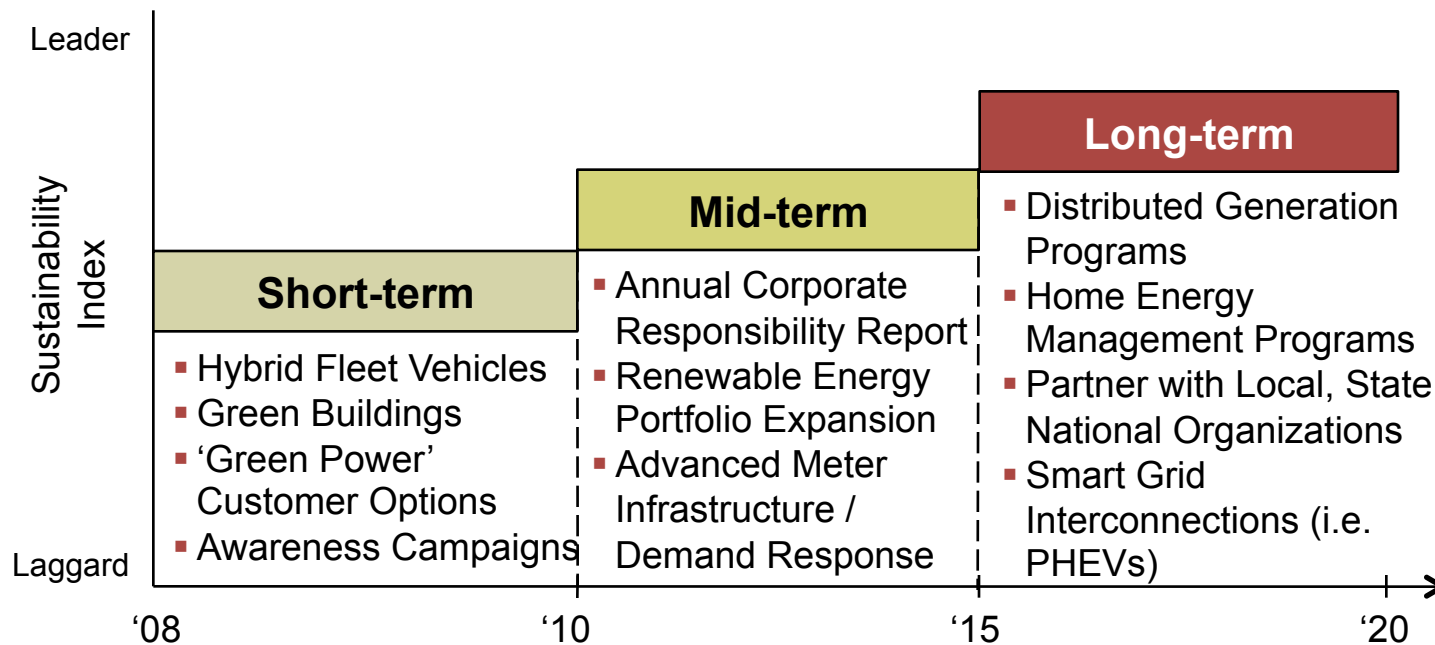 Leader
Sustainability
Index
Laggard
Short-term
▪ Hybrid Fleet Vehicles
▪ Green Buildings
▪ ‘Green Power’
Customer Options
▪ Awareness Campaigns
Mid-term
▪ Annual Corporate
Responsibility Report
▪ Renewable Energy
Portfolio Expansion
▪ Advanced Meter
Infrastructure /
Demand Response
Long-term
▪ Distributed Generation
Programs
▪ Home Energy
Management Programs
▪ Partner with Local, State
National Organizations
▪ Smart Grid
Interconnections (i.e.
PHEVs)
‘08
‘10
‘15
‘20